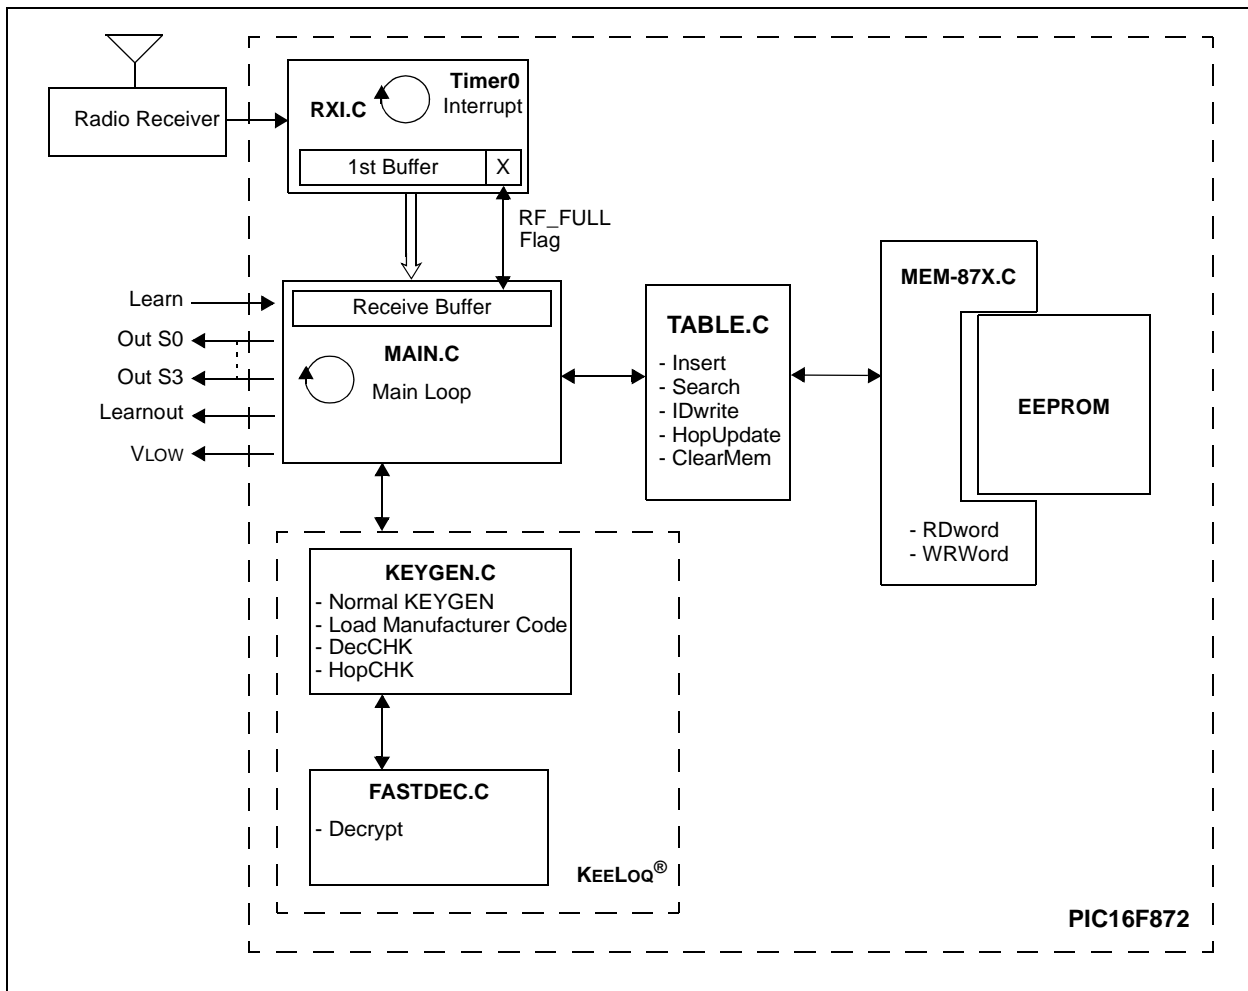 Radio Receiver
RXI.C
Timer0
Interrupt
1st Buffer
X
RF_FULL
Flag
Learn
Out S0
Out S3
Learnout
VLOW
Receive Buffer
MAIN.C
Main Loop
TABLE.C
- Insert
- Search
- IDwrite
- HopUpdate
- ClearMem
MEM-87X.C
EEPROM
- RDword
- WRWord
KEYGEN.C
- Normal KEYGEN
- Load Manufacturer Code
- DecCHK
- HopCHK
FASTDEC.C
- Decrypt
KEELOQ®
PIC16F872